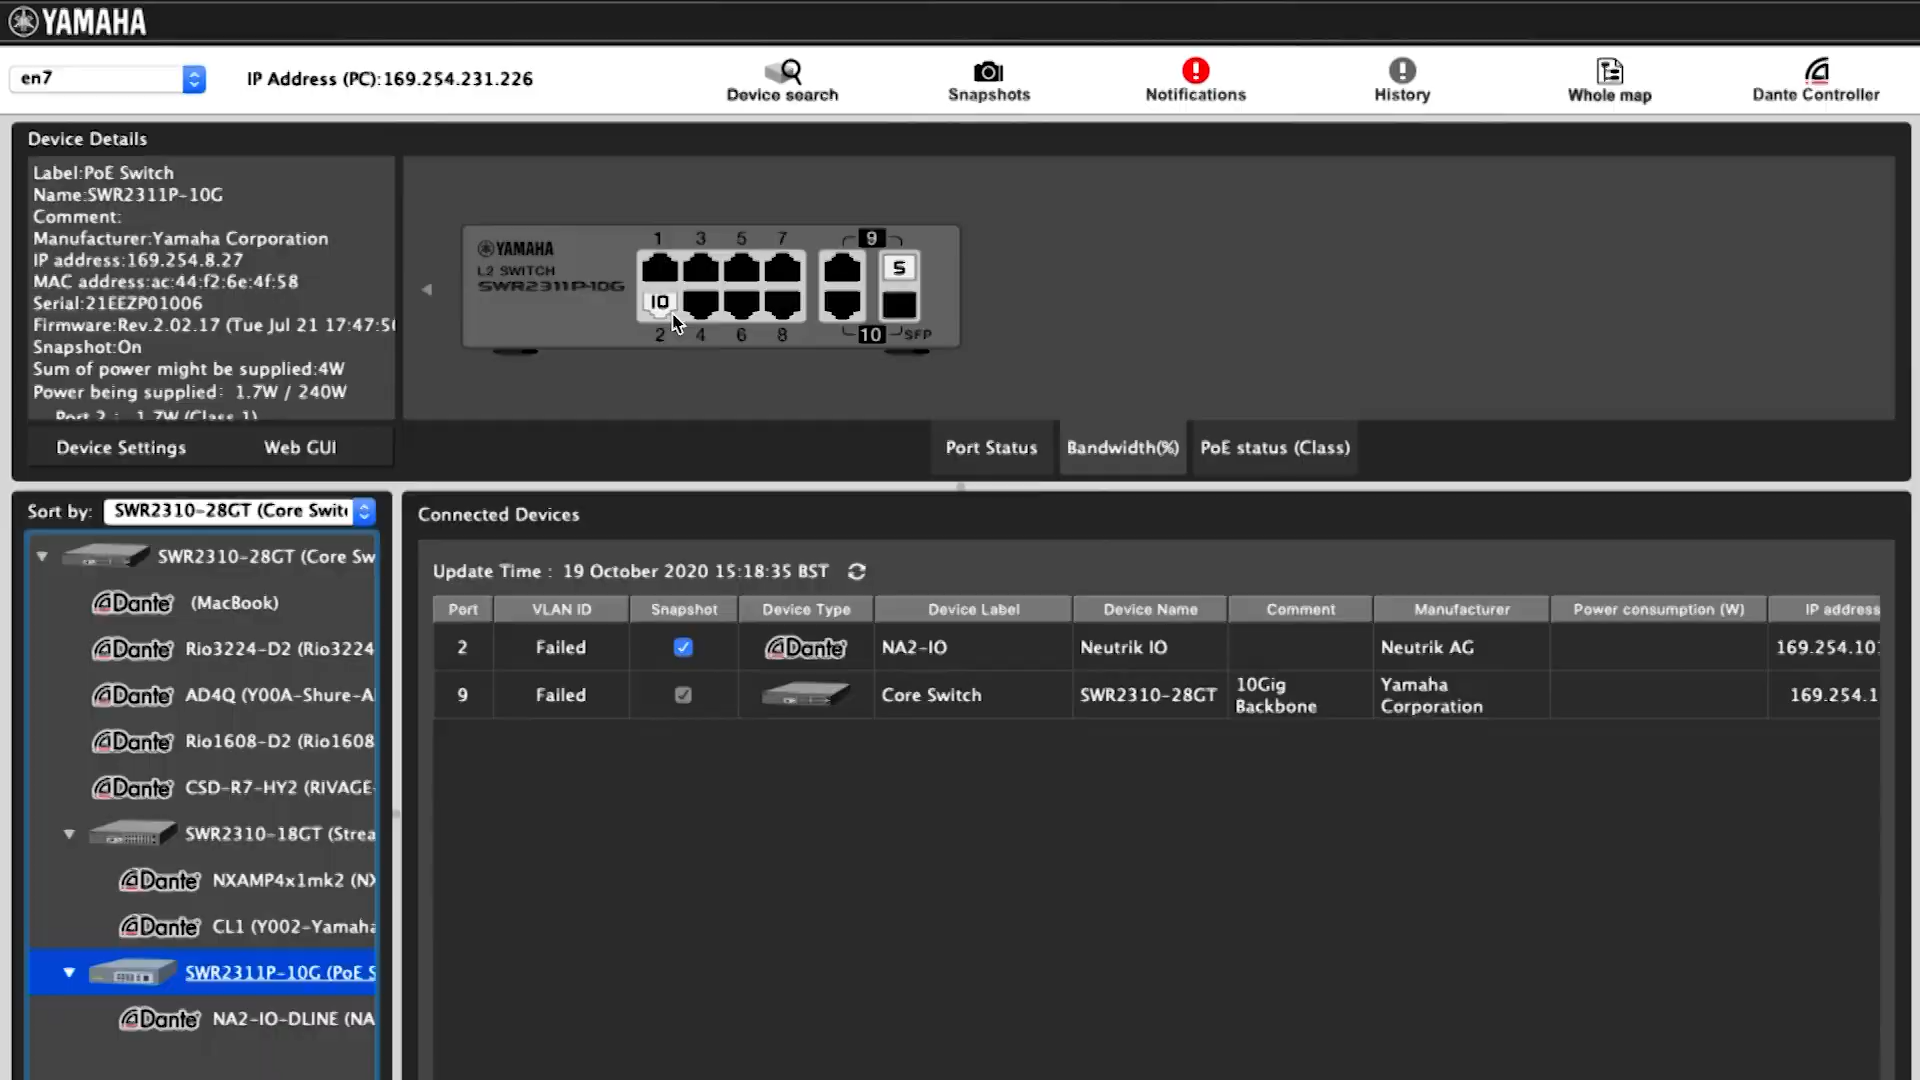 YAMAHA
en7
IP Address (PC):169.254.231.226
Device search
Snapshots
Notifications
History
Whole map
Dante Controller
Device Details
Label:PoE Switch
Name:SWR2311P-10G
Comment:
Manufacturer:Yamaha Corporation
IP address:169.254.8.27
MAC address:ac:44:f2:6e:4f:58
Serial:21EEZP01006
Firmware:Rev.2.02.17 (Tue Jul 21 17:47:5
Snapshot:On
Sum of power might be supplied:4W
Power being supplied: 1.7W / 240W
Port 2 : 1.7W (Class 1)
YAMAHA
L2 SWITCH
SWR2311P-10G
1 3 5 7 9
S
10
2 4 6 8 10 SFP
Device Settings
Web GUI
Port Status
Bandwidth(%)
PoE status (Class)
Sort by: SWR2310-28GT (Core Swit
SWR2310-28GT (Core Sw
Dante (MacBook)
Dante Rio3224-D2 (Rio3224
Dante AD4Q (Y00A-Shure-A
Dante Rio1608-D2 (Rio1608
Dante CSD-R7-HY2 (RIVAGE-
SWR2310-18GT (Strea
Dante NXAMP4x1mk2 (NX
Dante CL1 (Y002-Yamaha
SWR2311P-10G (PoE S
Dante NA2-IO-DLINE (NA
Connected Devices
Update Time : 19 October 2020 15:18:35 BST
Port VLAN ID Snapshot Device Type Device Label Device Name Comment Manufacturer Power consumption (W) IP address
2 Failed Dante NA2-IO Neutrik IO Neutrik AG 169.254.10
9 Failed Core Switch SWR2310-28GT 10Gig Backbone Yamaha Corporation 169.254.1